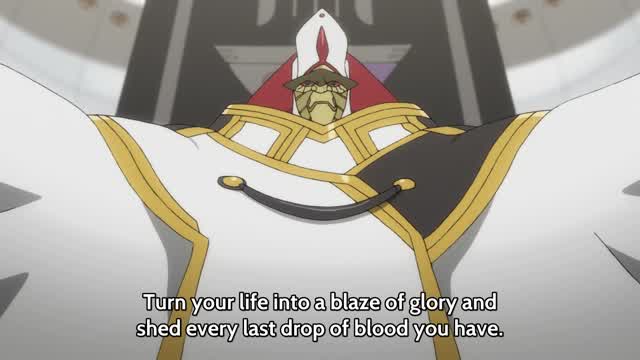 Turn your life into a blaze of glory and
shed every last drop of blood you have.